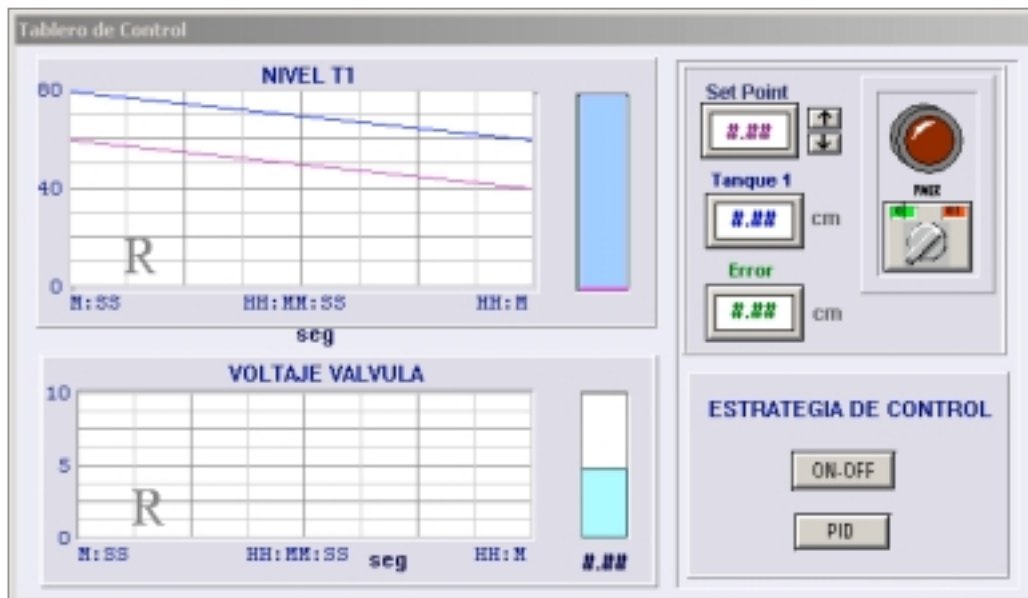 Tablero de Control
NIVEL T1
80
40
0
R
M:SS
HH:MM:SS
HH:M
seg
Set Point
#.##
Tanque 1
#.## cm
Error
#.## cm
VOLTAJE VALVULA
10
5
0
R
M:SS
HH:MM:SS
HH:M
seg
#.##
ESTRATEGIA DE CONTROL
ON-OFF
PID